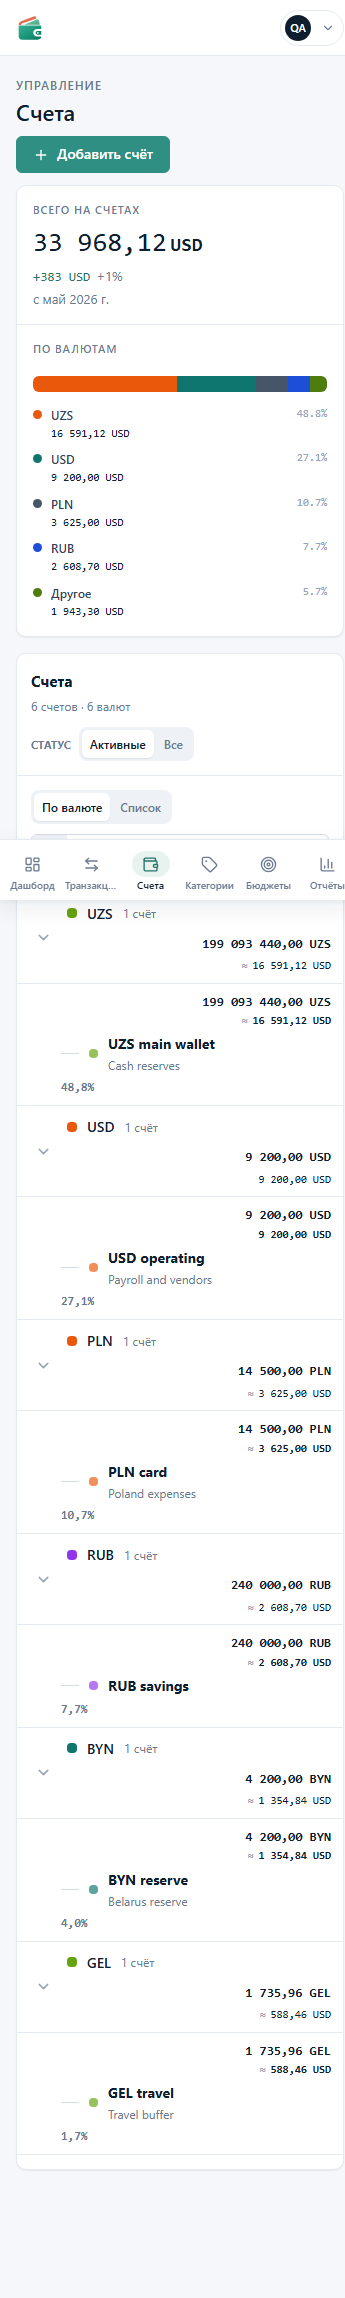 QA
УПРАВЛЕНИЕ
Счета
+ Добавить счёт
ВСЕГО НА СЧЕТАХ
33 968,12 USD
+383 USD +1%
с май 2026 г.
ПО ВАЛЮТАМ
UZS 48.8%
16 591,12 USD
USD 27.1%
9 200,00 USD
PLN 10.7%
3 625,00 USD
RUB 7.7%
2 608,70 USD
Другое 5.7%
1 943,30 USD
Счета
6 счетов · 6 валют
СТАТУС Активные Все
По валюте Список
Дашборд Транзакц... Счета Категории Бюджеты Отчёты
UZS 1 счёт
199 093 440,00 UZS
≈ 16 591,12 USD
199 093 440,00 UZS
≈ 16 591,12 USD
UZS main wallet
Cash reserves
48,8%
USD 1 счёт
9 200,00 USD
9 200,00 USD
9 200,00 USD
9 200,00 USD
USD operating
Payroll and vendors
27,1%
PLN 1 счёт
14 500,00 PLN
≈ 3 625,00 USD
14 500,00 PLN
≈ 3 625,00 USD
PLN card
Poland expenses
10,7%
RUB 1 счёт
240 000,00 RUB
≈ 2 608,70 USD
240 000,00 RUB
≈ 2 608,70 USD
RUB savings
7,7%
BYN 1 счёт
4 200,00 BYN
≈ 1 354,84 USD
4 200,00 BYN
≈ 1 354,84 USD
BYN reserve
Belarus reserve
4,0%
GEL 1 счёт
1 735,96 GEL
≈ 588,46 USD
1 735,96 GEL
≈ 588,46 USD
GEL travel
Travel buffer
1,7%